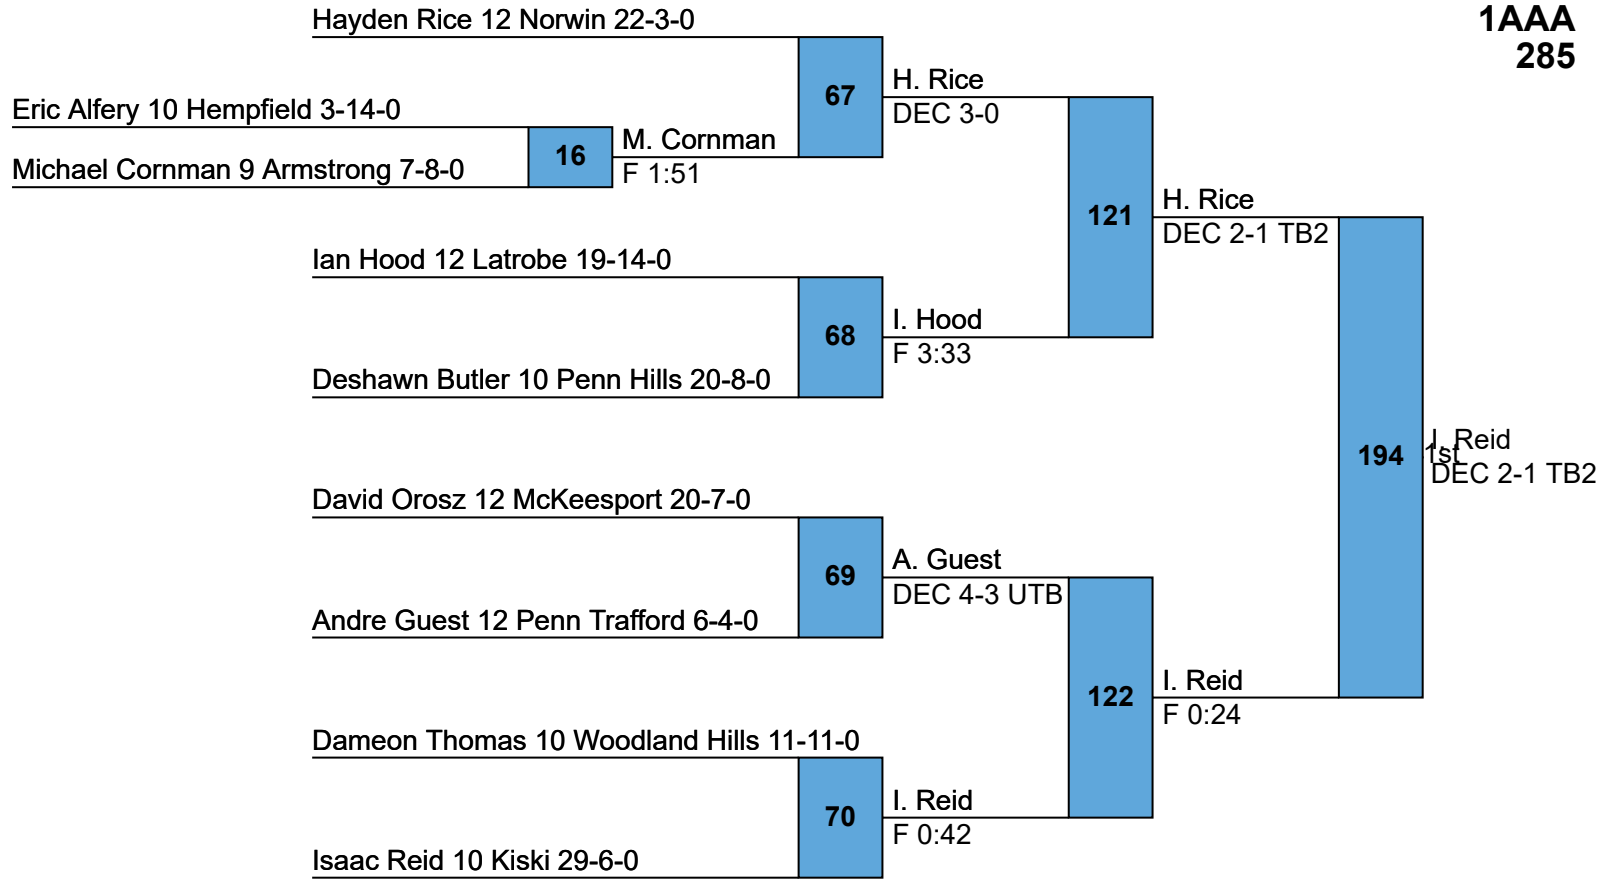 1AAA
285
Hayden Rice 12 Norwin 22-3-0
67
H. Rice
DEC 3-0
Eric Alfery 10 Hempfield 3-14-0
16
M. Cornman
F 1:51
Michael Cornman 9 Armstrong 7-8-0
121
H. Rice
DEC 2-1 TB2
Ian Hood 12 Latrobe 19-14-0
68
I. Hood
F 3:33
Deshawn Butler 10 Penn Hills 20-8-0
194
I. Reid
1st
DEC 2-1 TB2
David Orosz 12 McKeesport 20-7-0
69
A. Guest
DEC 4-3 UTB
Andre Guest 12 Penn Trafford 6-4-0
122
I. Reid
F 0:24
Dameon Thomas 10 Woodland Hills 11-11-0
70
I. Reid
F 0:42
Isaac Reid 10 Kiski 29-6-0